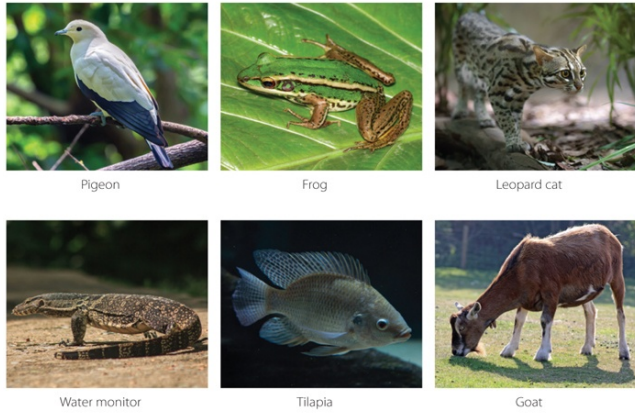 Pigeon
Frog
Leopard cat
Water monitor
Tilapia
Goat